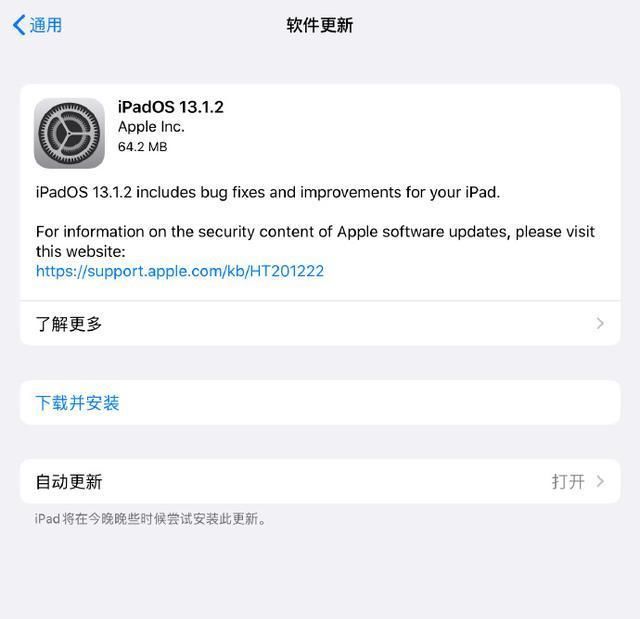 通用
软件更新
iPadOS 13.1.2
Apple Inc.
64.2 MB
iPadOS 13.1.2 includes bug fixes and improvements for your iPad.
For information on the security content of Apple software updates, please visit
this website:
https://support.apple.com/kb/HT201222
了解更多
下载并安装
自动更新 打开
iPad将在今晚晚些时候尝试安装此更新。